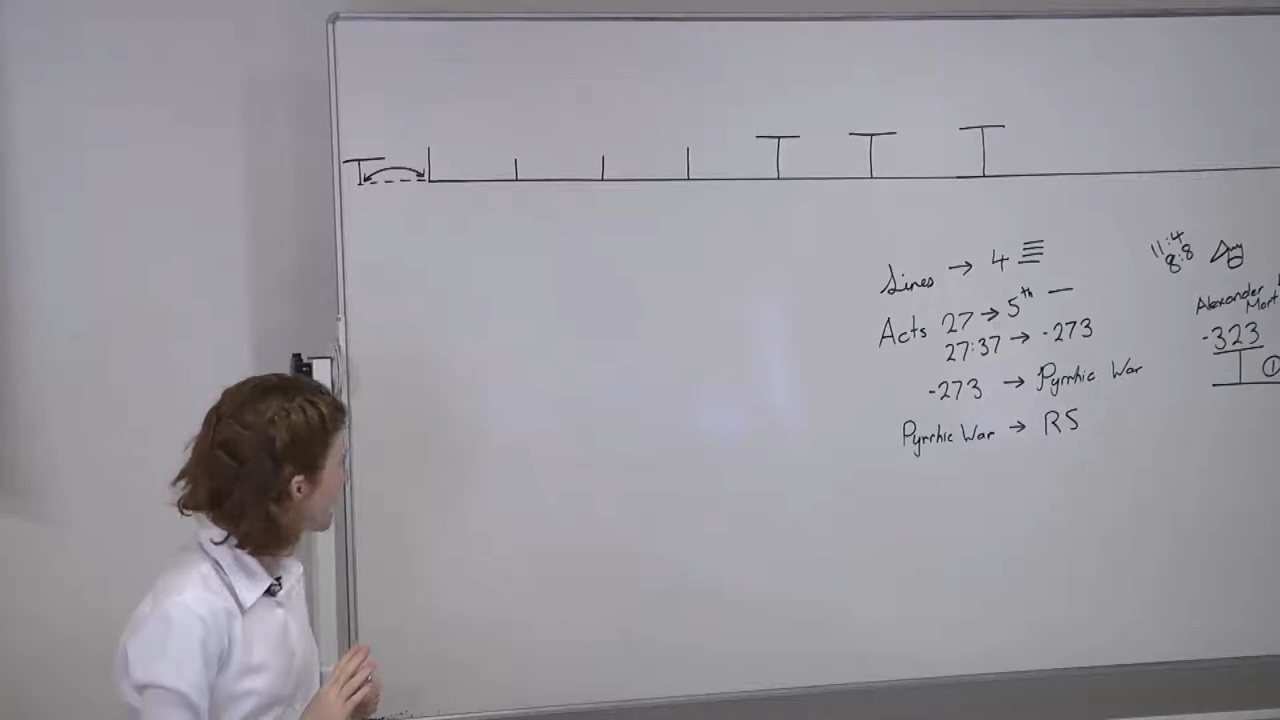 Lines → 4
Acts 27 → 5th —
27:37 → -273
-273 → Pyrrhic War
Pyrrhic War → RS
11:4
8:8
Alexander
Mort
-323
①